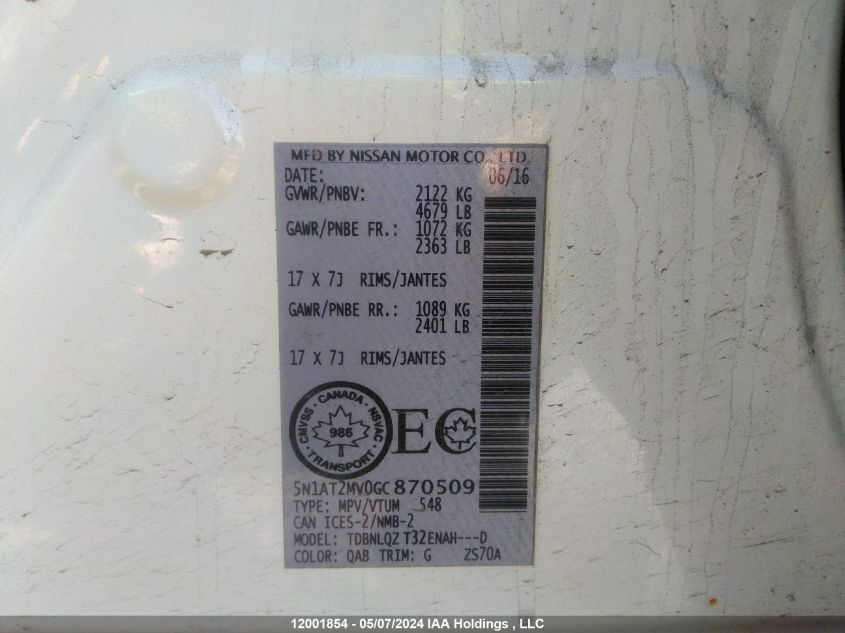 MFD BY NISSAN MOTOR CO., LTD.
DATE: 06/16
GVWR/PNBV: 2122 KG
4679 LB
GAWR/PNBE FR.: 1072 KG
2363 LB
17 X 7J RIMS/JANTES
GAWR/PNBE RR.: 1089 KG
2401 LB
17 X 7J RIMS/JANTES
CMVSS · CANADA · NSVAC
986
TRANSPORT
EC
5N1AT2MV0GC870509
TYPE: MPV/VTUM 548
CAN ICES-2/NMB-2
MODEL: TDBNLQZ T32ENAH---D
COLOR: QAB TRIM: G ZS70A
12001854 - 05/07/2024 IAA Holdings , LLC